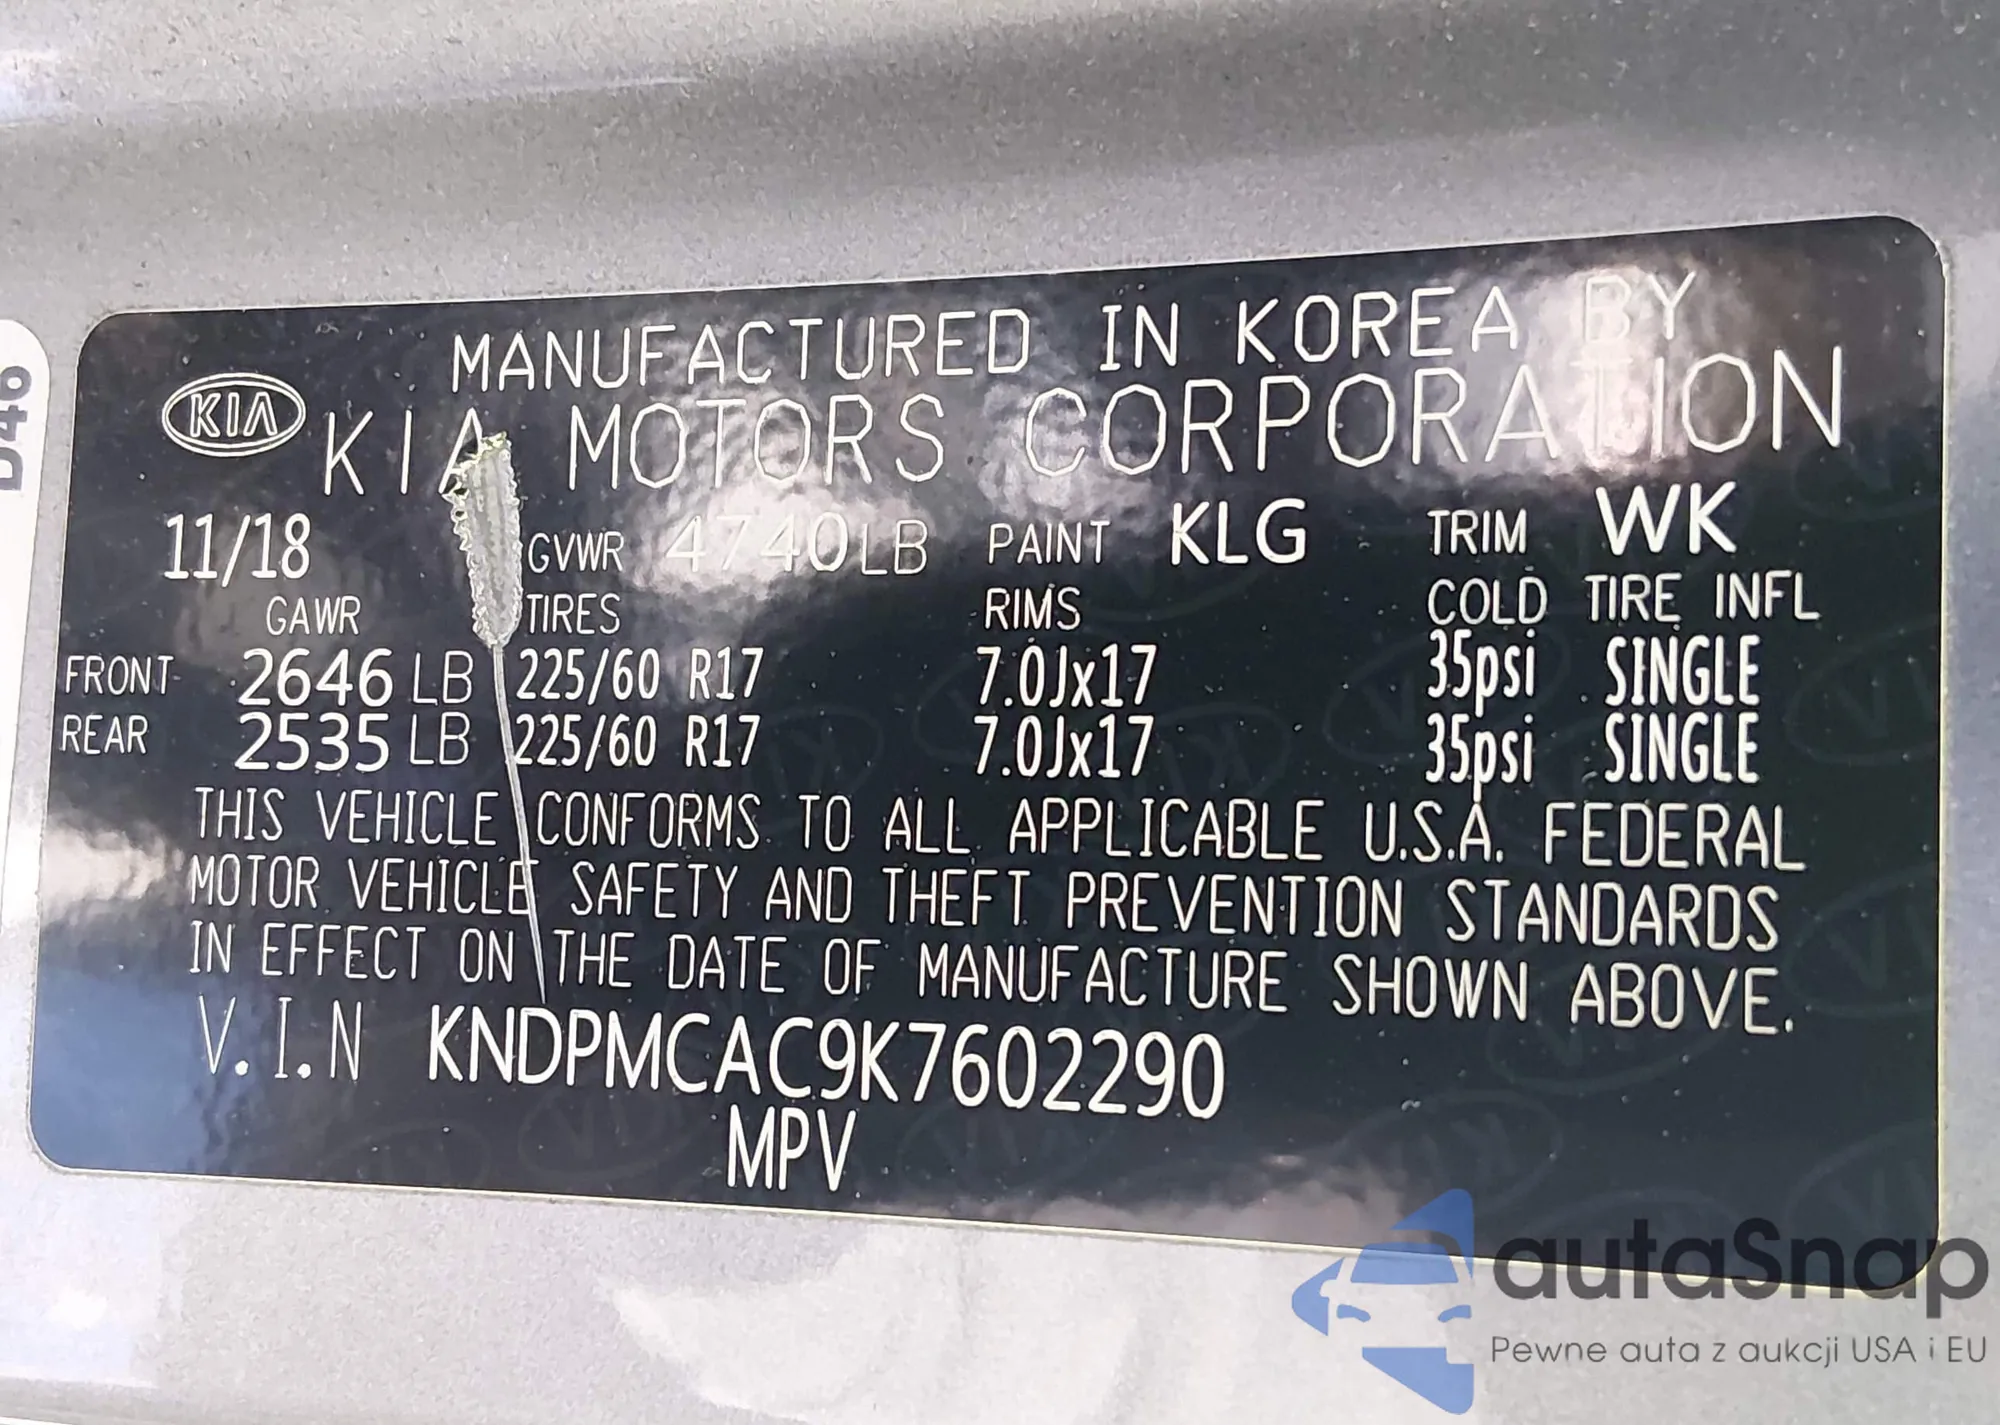 D46
MANUFACTURED IN KOREA BY
KIA
KIA MOTORS CORPORATION
11/18 GVWR 4740LB PAINT KLG TRIM WK
GAWR TIRES RIMS COLD TIRE INFL
FRONT 2646 LB 225/60 R17 7.0Jx17 35psi SINGLE
REAR 2535 LB 225/60 R17 7.0Jx17 35psi SINGLE
THIS VEHICLE CONFORMS TO ALL APPLICABLE U.S.A. FEDERAL
MOTOR VEHICLE SAFETY AND THEFT PREVENTION STANDARDS
IN EFFECT ON THE DATE OF MANUFACTURE SHOWN ABOVE.
V.I.N KNDPMCAC9K7602290
MPV
autaSnap
Pewne auta z aukcji USA i EU